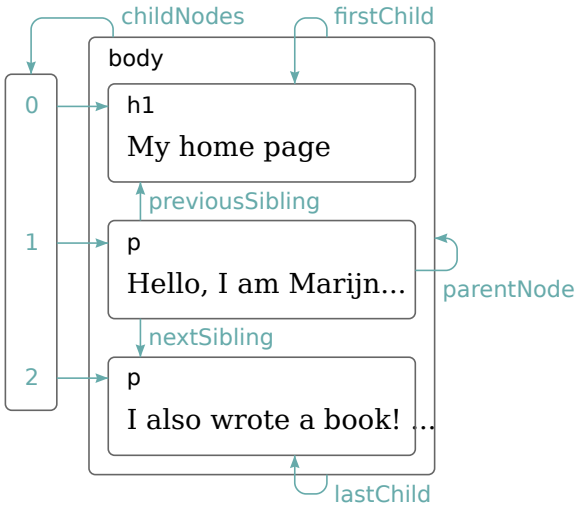 childNodes
firstChild
body
0
h1
My home page
previousSibling
1
p
Hello, I am Marijn...
parentNode
nextSibling
2
p
I also wrote a book! ...
lastChild